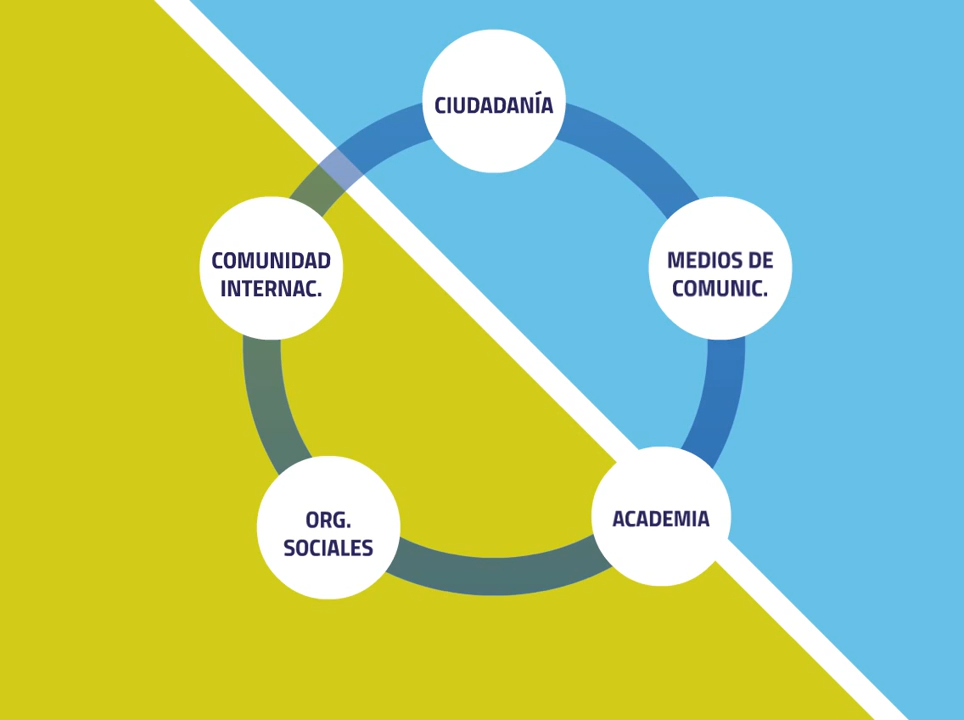 CIUDADANÍA
COMUNIDAD
INTERNAC.
MEDIOS DE
COMUNIC.
ORG.
SOCIALES
ACADEMIA